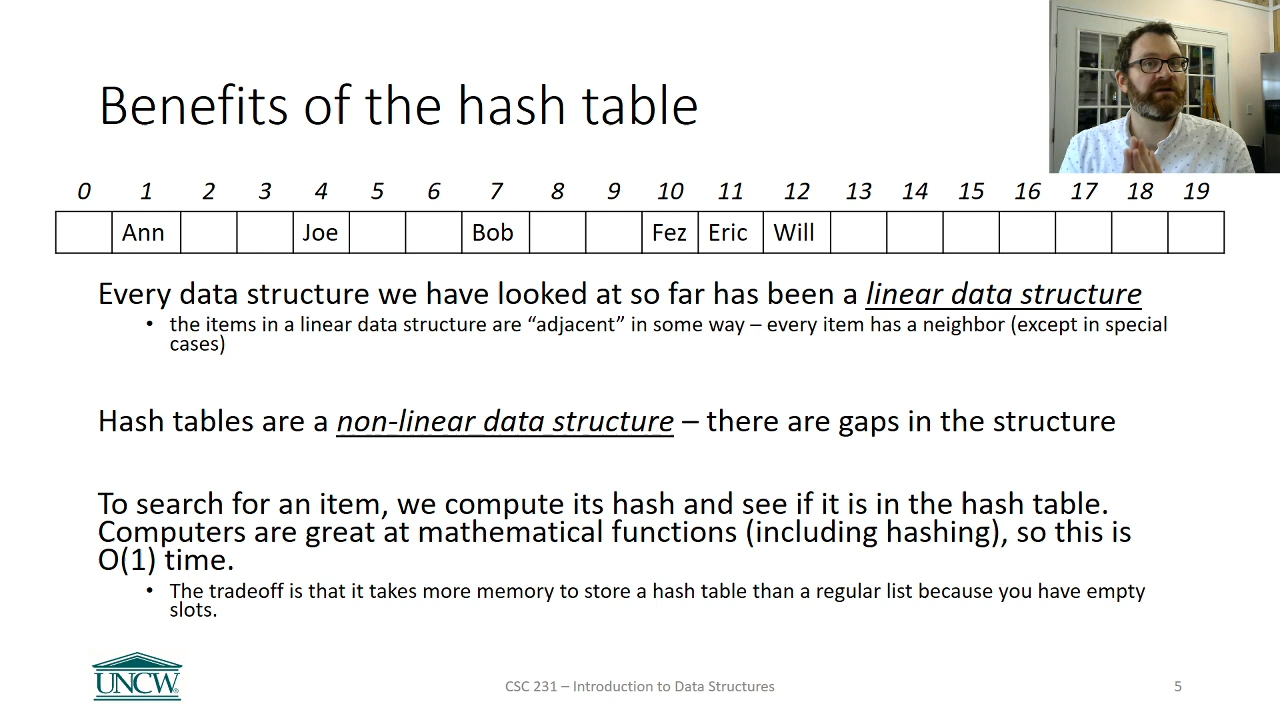 Benefits of the hash table
0 1 2 3 4 5 6 7 8 9 10 11 12 13 14 15 16 17 18 19
Ann Joe Bob Fez Eric Will
Every data structure we have looked at so far has been a linear data structure
• the items in a linear data structure are “adjacent” in some way – every item has a neighbor (except in special
cases)
Hash tables are a non-linear data structure – there are gaps in the structure
To search for an item, we compute its hash and see if it is in the hash table.
Computers are great at mathematical functions (including hashing), so this is
O(1) time.
• The tradeoff is that it takes more memory to store a hash table than a regular list because you have empty
slots.
UNCW®
CSC 231 – Introduction to Data Structures
5